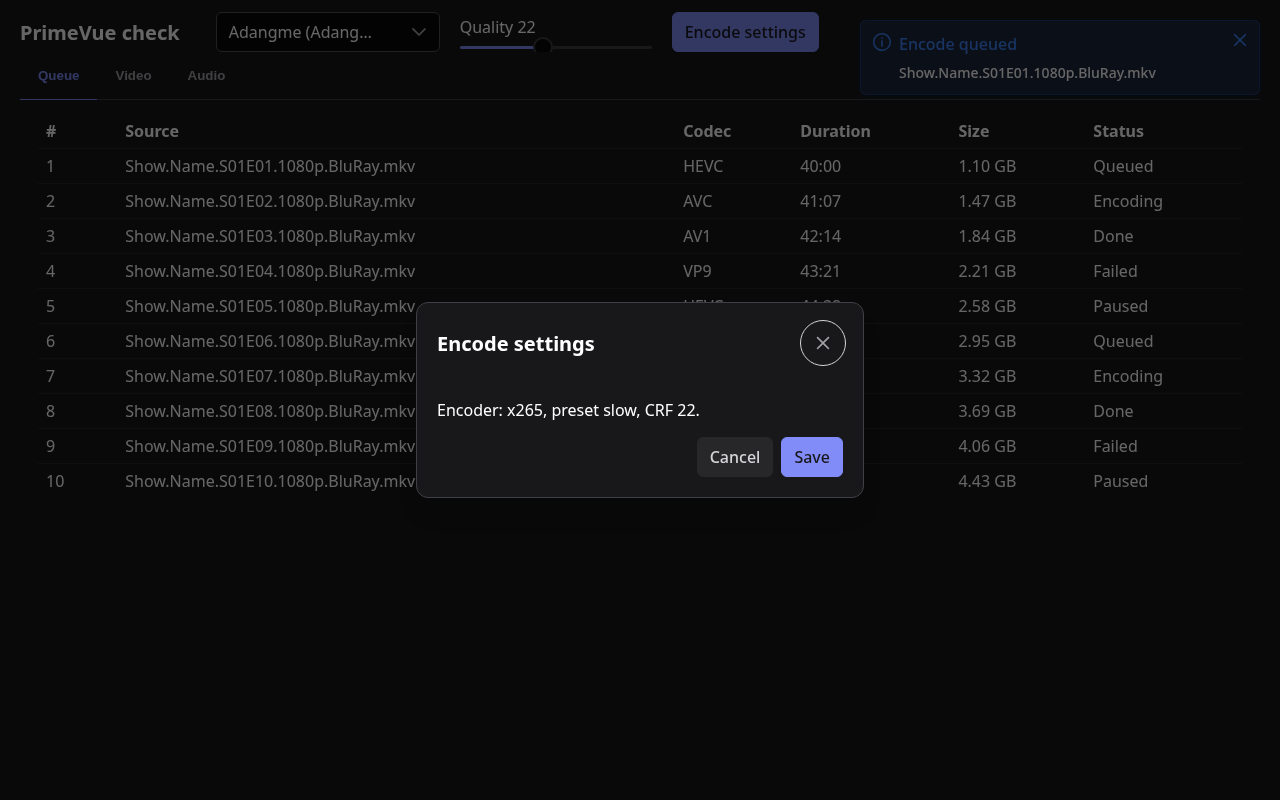 PrimeVue check
Adangme (Adang...
Quality 22
Encode settings
Encode queued
Show.Name.S01E01.1080p.BluRay.mkv
Queue Video Audio
# Source Codec Duration Size Status
1 Show.Name.S01E01.1080p.BluRay.mkv HEVC 40:00 1.10 GB Queued
2 Show.Name.S01E02.1080p.BluRay.mkv AVC 41:07 1.47 GB Encoding
3 Show.Name.S01E03.1080p.BluRay.mkv AV1 42:14 1.84 GB Done
4 Show.Name.S01E04.1080p.BluRay.mkv VP9 43:21 2.21 GB Failed
5 Show.Name.S01E05.1080p.BluRay.mkv 2.58 GB Paused
6 Show.Name.S01E06.1080p.BluRay.mkv 2.95 GB Queued
7 Show.Name.S01E07.1080p.BluRay.mkv 3.32 GB Encoding
8 Show.Name.S01E08.1080p.BluRay.mkv 3.69 GB Done
9 Show.Name.S01E09.1080p.BluRay.mkv 4.06 GB Failed
10 Show.Name.S01E10.1080p.BluRay.mkv 4.43 GB Paused
Encode settings
Encoder: x265, preset slow, CRF 22.
Cancel Save